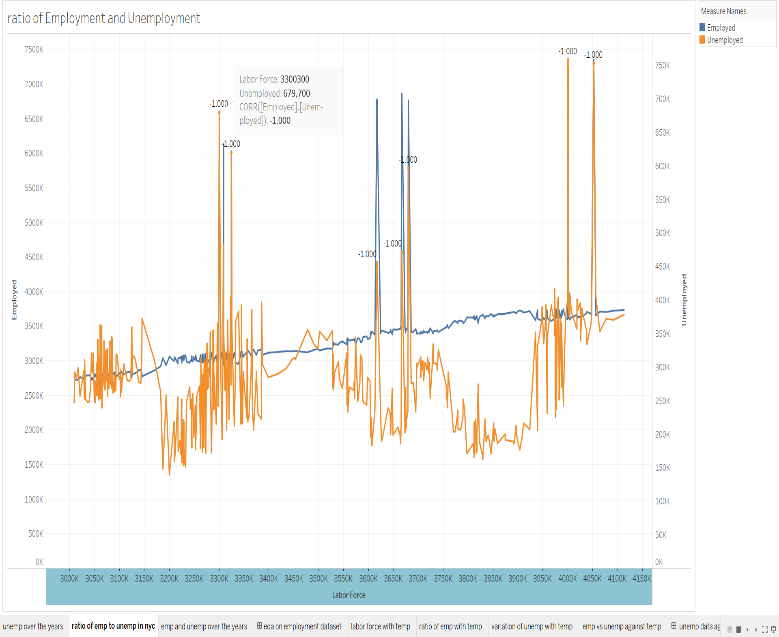 ratio of Employment and Unemployment
Measure Names
Employed
Unemployed
7500K
7000K
6500K
6000K
5500K
5000K
4500K
4000K
3500K
3000K
2500K
2000K
1500K
1000K
500K
0K
Employed
-1.000
-1.000
-1.000
-1.000
-1.000
-1.000
-1.000
Labor Force: 3300300
Unemployed: 679,700
CORR([Employed],[Unem-
ployed]): -1.000
750K
700K
650K
600K
550K
500K
450K
400K
350K
300K
250K
200K
150K
100K
50K
0K
Unemployed
3000K 3050K 3100K 3150K 3200K 3250K 3300K 3350K 3400K 3450K 3500K 3550K 3600K 3650K 3700K 3750K 3800K 3850K 3900K 3950K 4000K 4050K 4100K 4150K
Labor Force
unemp over the years ratio of emp to unemp in nyc emp and unemp over the years eda on employment dataset labor force with temp ratio of emp with temp variation of unemp with temp emp vs unemp against temp unemp data ag